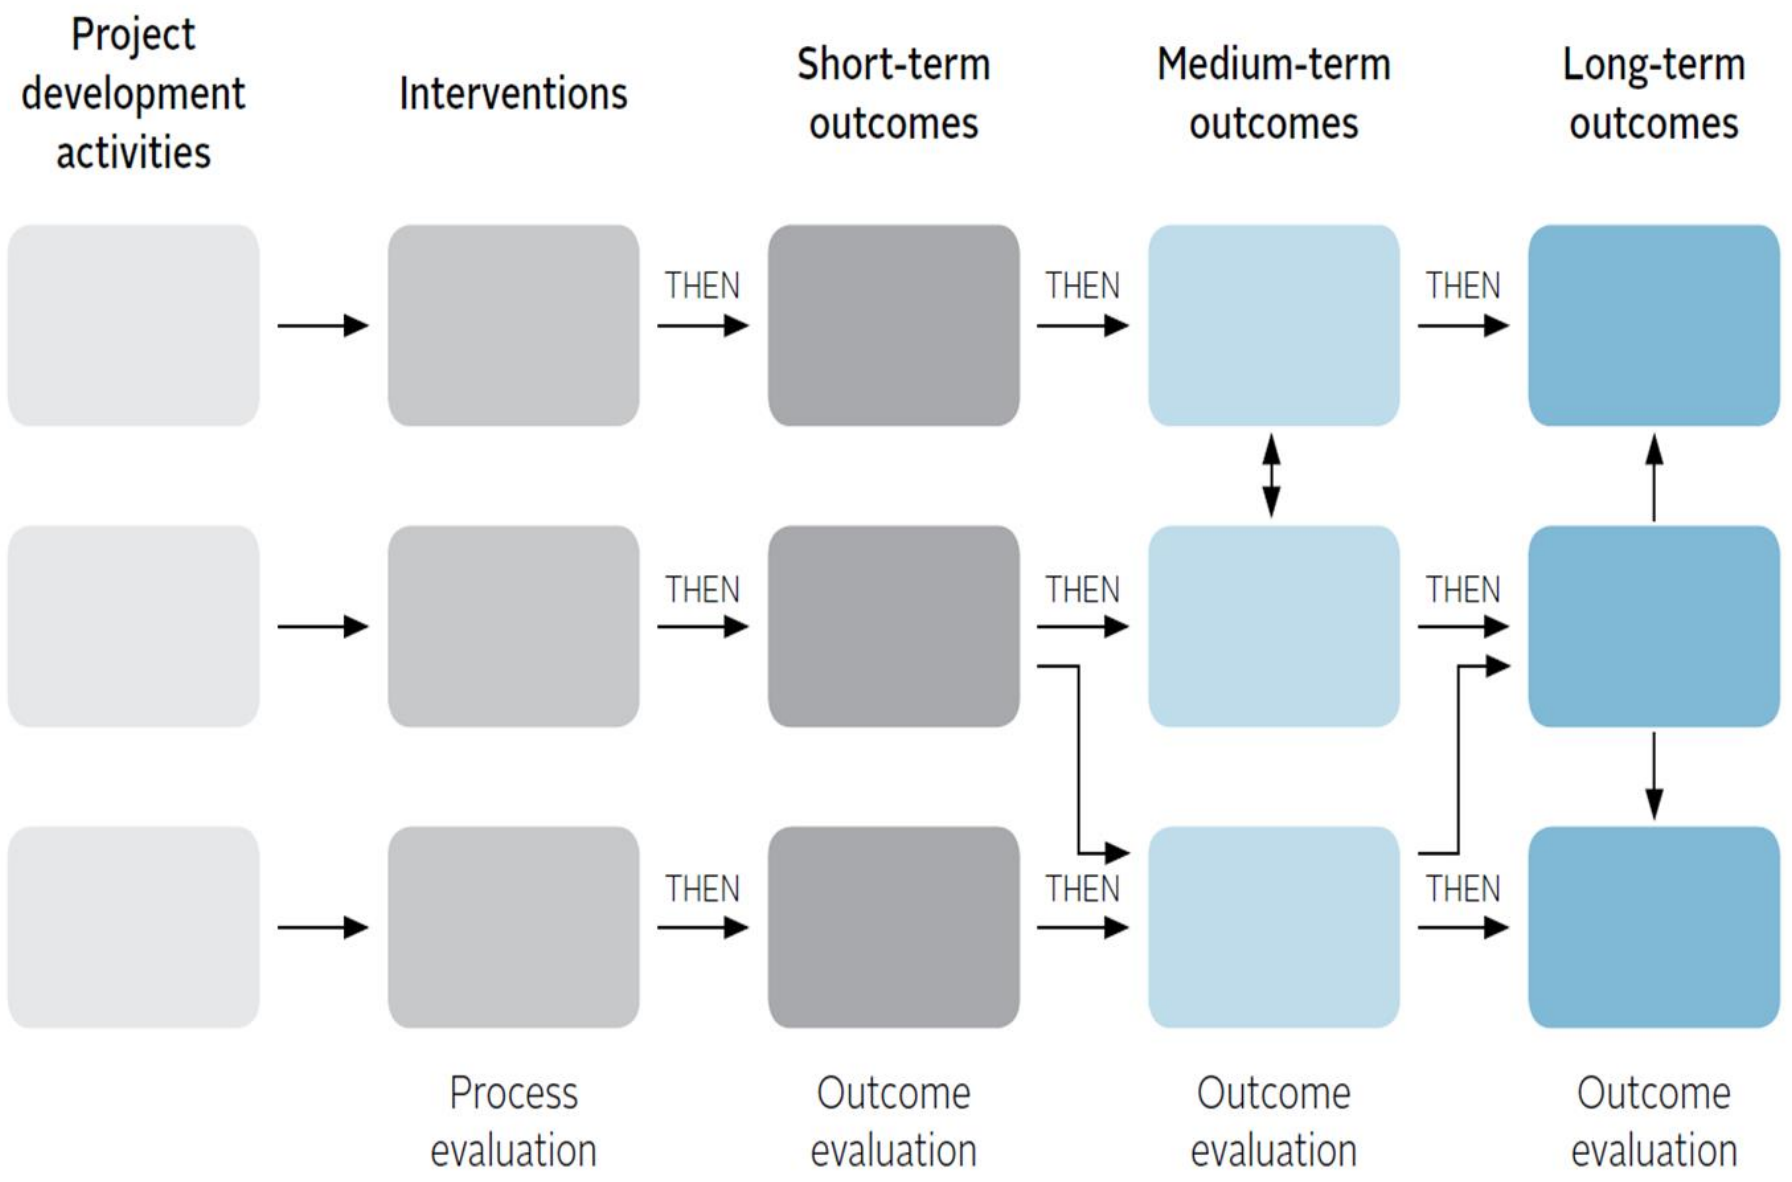 Project
development
activities
Interventions
Short-term
outcomes
Medium-term
outcomes
Long-term
outcomes
THEN
THEN
THEN
THEN
THEN
THEN
THEN
THEN
THEN
Process
evaluation
Outcome
evaluation
Outcome
evaluation
Outcome
evaluation